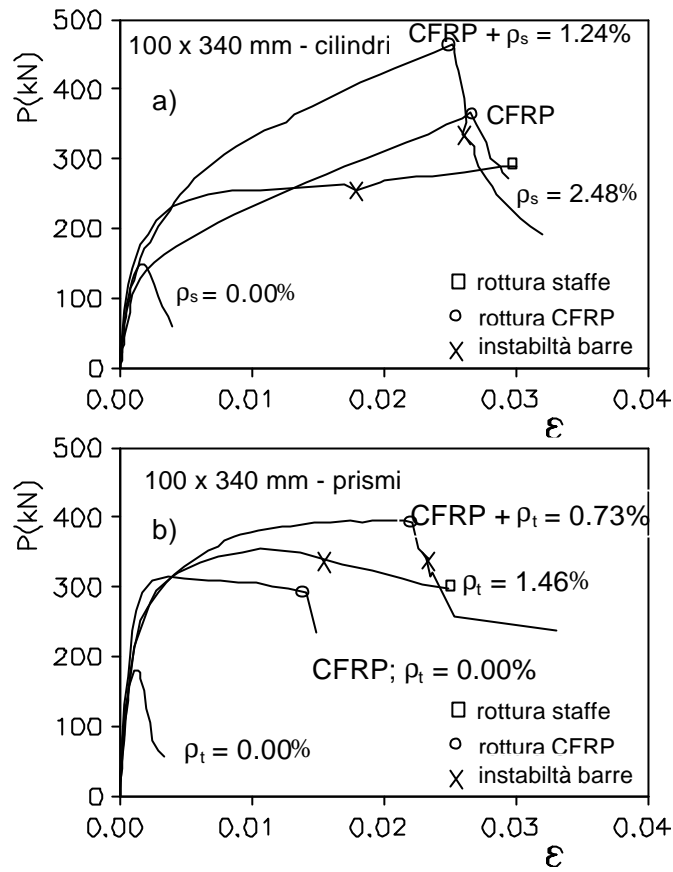 500
400
300
200
100
0
P(kN)
100 x 340 mm - cilindri
a)
CFRP + ρs = 1.24%
CFRP
ρs = 2.48%
ρs = 0.00%
rottura staffe
rottura CFRP
instabiltà barre
0.00 0.01 0.02 0.03 0.04
ε
500
400
300
200
100
0
P(kN)
100 x 340 mm - prismi
b)
CFRP + ρt = 0.73%
ρt = 1.46%
CFRP; ρt = 0.00%
ρt = 0.00%
rottura staffe
rottura CFRP
instabiltà barre
0.00 0.01 0.02 0.03 0.04
ε